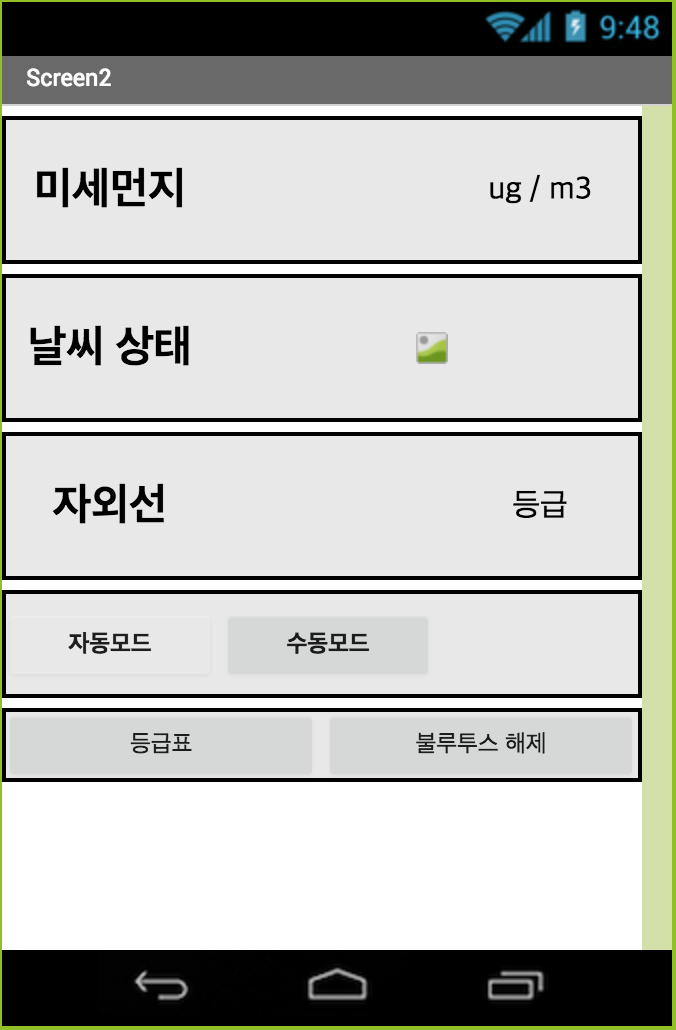 9:48
Screen2
미세먼지 ug / m3
날씨 상태
자외선 등급
자동모드 수동모드
등급표 불루투스 해제